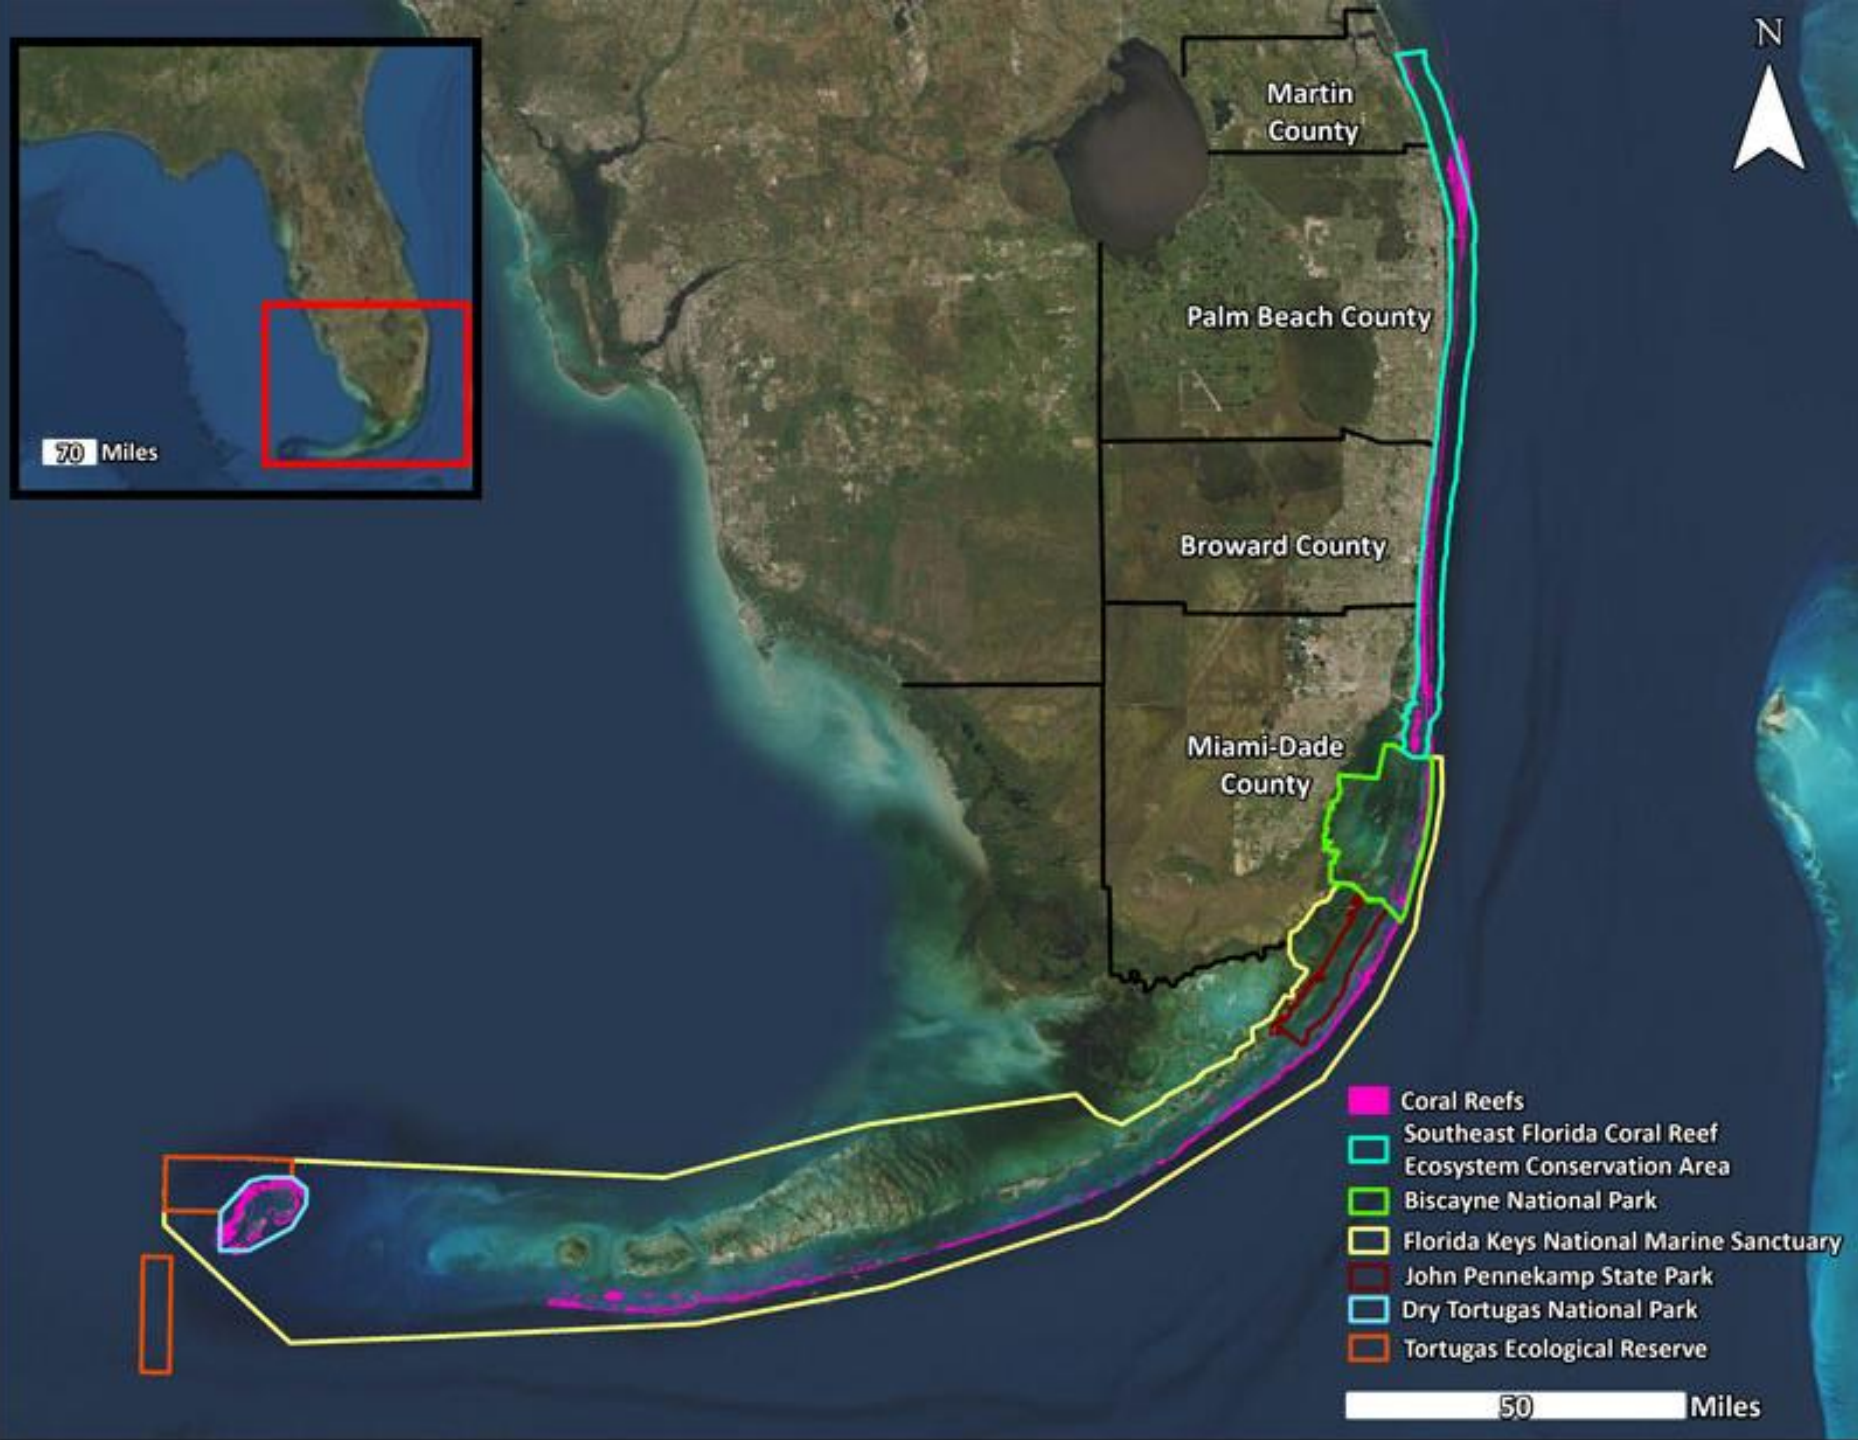 N
Martin
County
Palm Beach County
70 Miles
Broward County
Miami-Dade
County
Coral Reefs
Southeast Florida Coral Reef
Ecosystem Conservation Area
Biscayne National Park
Florida Keys National Marine Sanctuary
John Pennekamp State Park
Dry Tortugas National Park
Tortugas Ecological Reserve
50 Miles